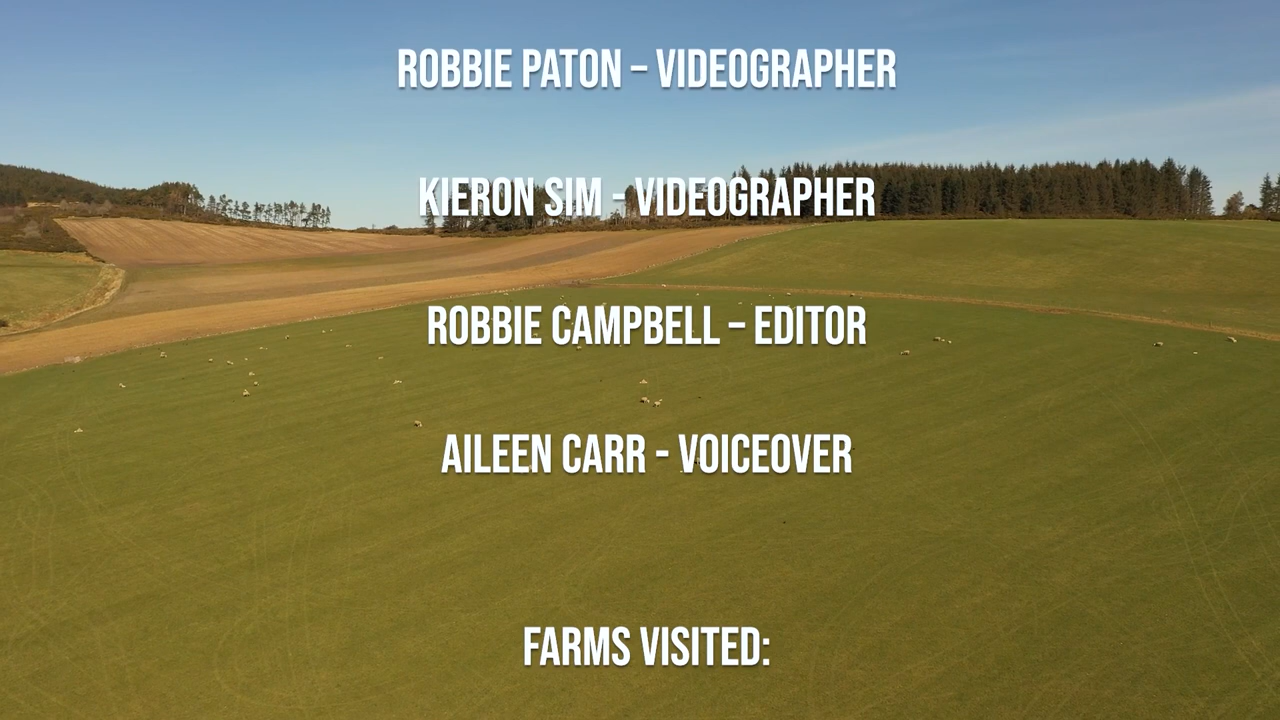 ROBBIE PATON – VIDEOGRAPHER
KIERON SIM - VIDEOGRAPHER
ROBBIE CAMPBELL – EDITOR
AILEEN CARR - VOICEOVER
FARMS VISITED: